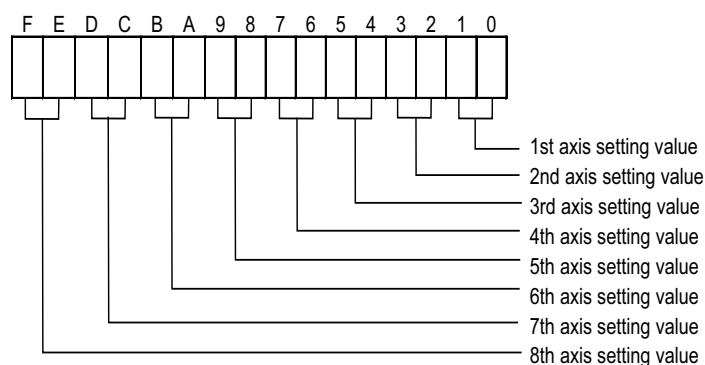 F E D C B A 9 8 7 6 5 4 3 2 1 0
1st axis setting value
2nd axis setting value
3rd axis setting value
4th axis setting value
5th axis setting value
6th axis setting value
7th axis setting value
8th axis setting value